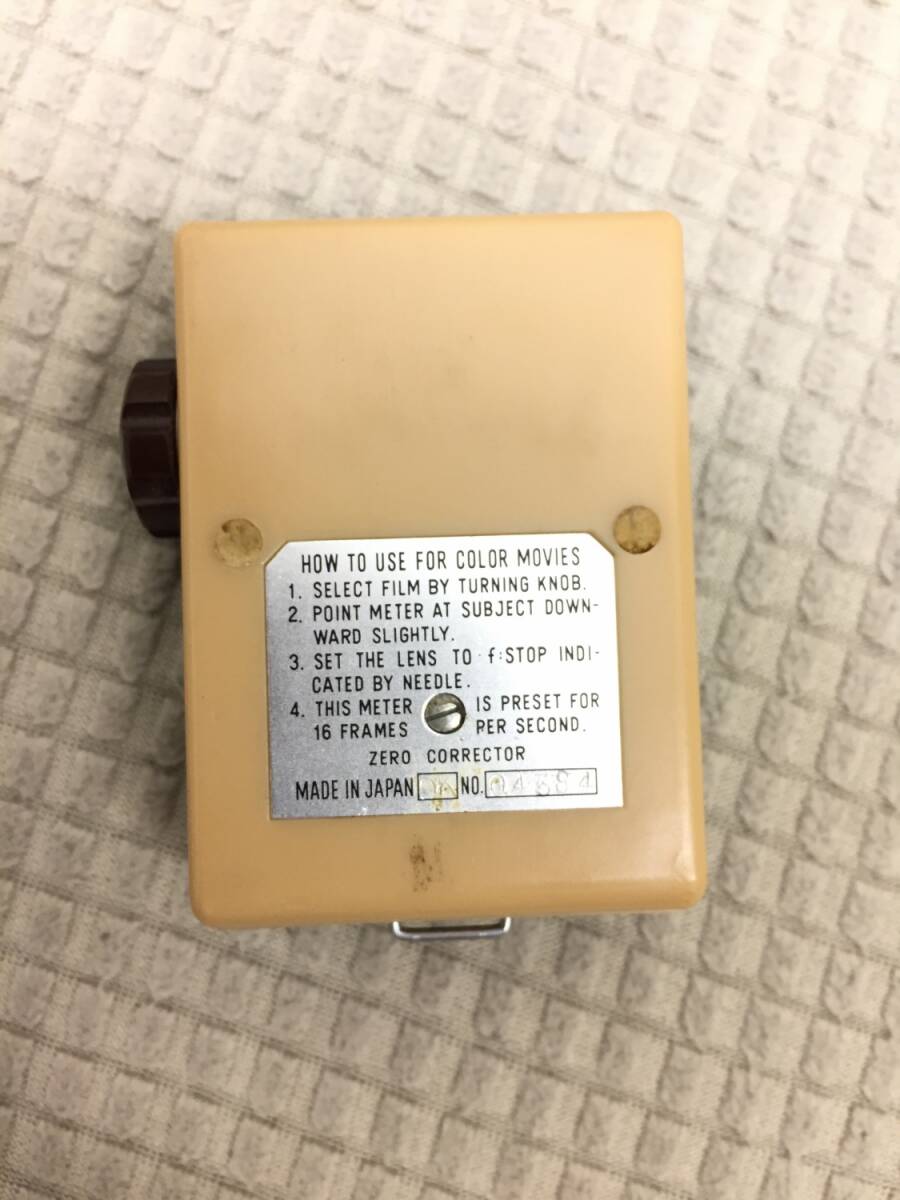 HOW TO USE FOR COLOR MOVIES
1. SELECT FILM BY TURNING KNOB.
2. POINT METER AT SUBJECT DOWN-
WARD SLIGHTLY.
3. SET THE LENS TO f:STOP INDI-
CATED BY NEEDLE.
4. THIS METER IS PRESET FOR
16 FRAMES PER SECOND.
ZERO CORRECTOR
MADE IN JAPAN NO.